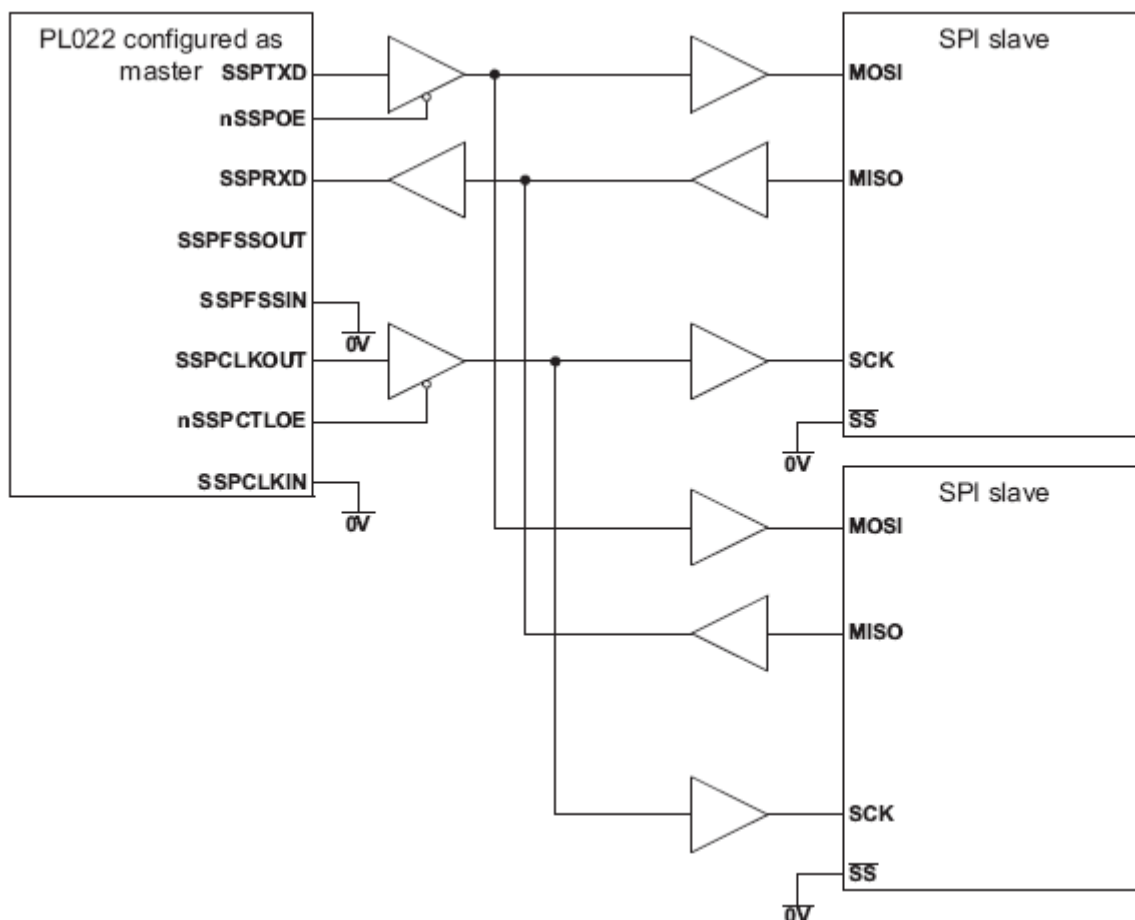 PL022 configured as
master
SSPTXD
nSSPOE
SSPRXD
SSPFSSOUT
SSPFSSIN
0V
SSPCLKOUT
nSSPCTLOE
SSPCLKIN
0V
SPI slave
MOSI
MISO
SCK
SS
0V
SPI slave
MOSI
MISO
SCK
SS
0V